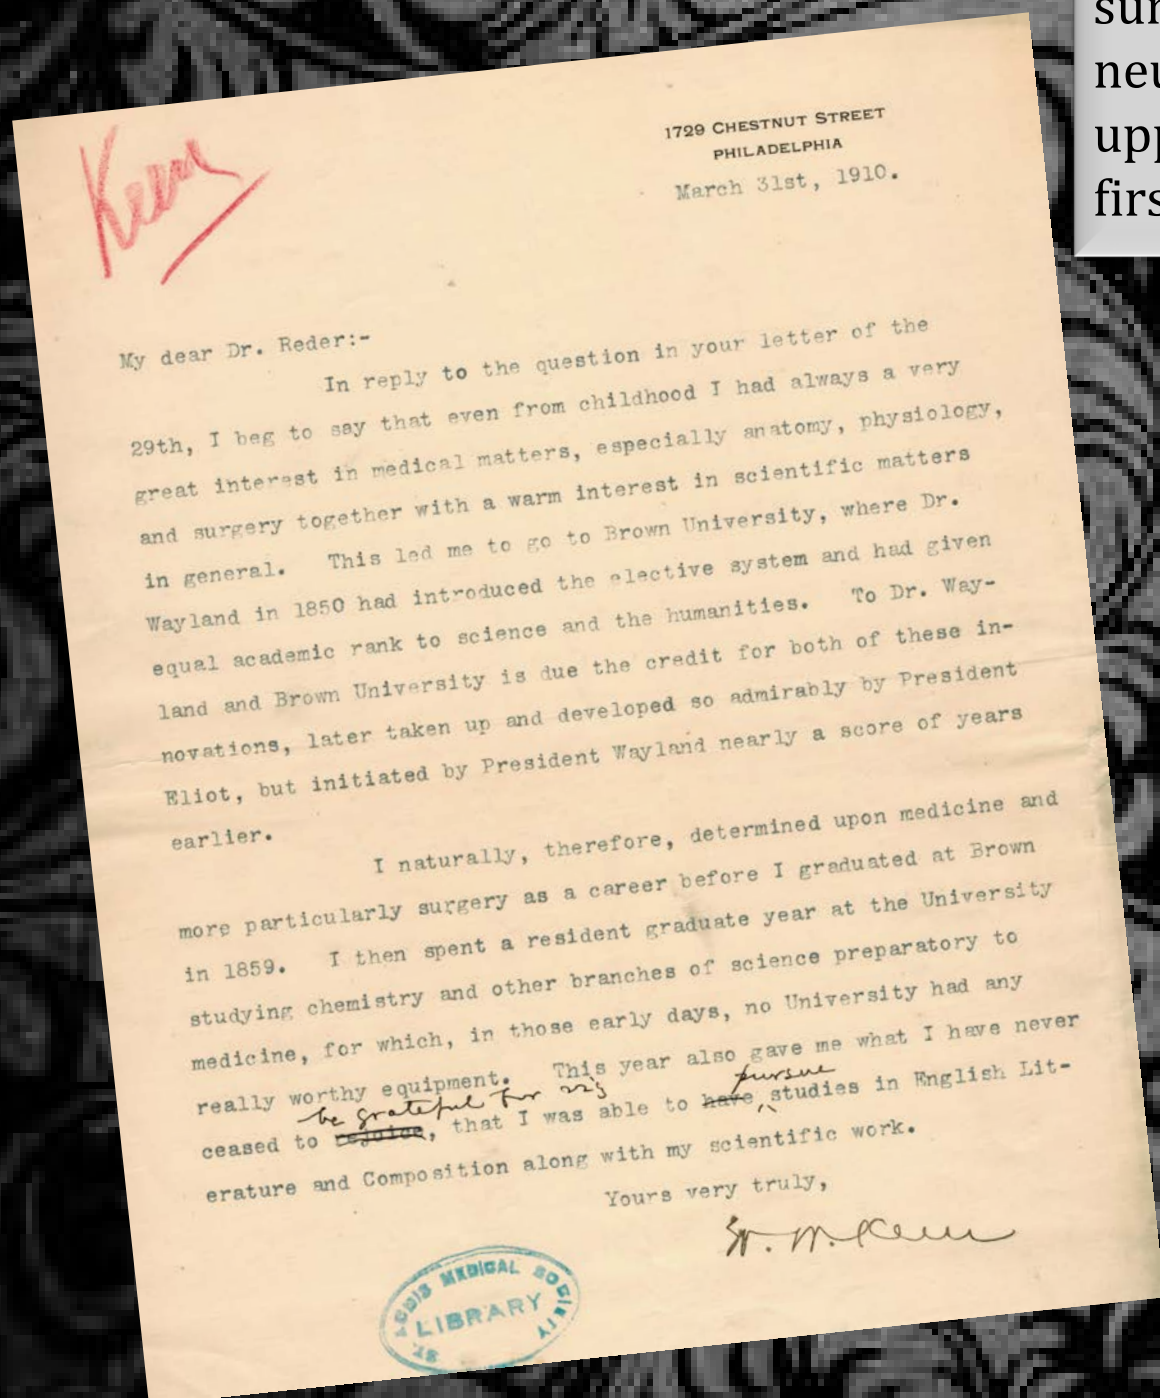 sur
neu
upp
firs
Keen
1729 CHESTNUT STREET
PHILADELPHIA
March 31st, 1910.
My dear Dr. Reder:-
In reply to the question in your letter of the
29th, I beg to say that even from childhood I had always a very
great interest in medical matters, especially anatomy, physiology,
and surgery together with a warm interest in scientific matters
in general. This led me to go to Brown University, where Dr.
Wayland in 1850 had introduced the elective system and had given
equal academic rank to science and the humanities. To Dr. Way-
land and Brown University is due the credit for both of these in-
novations, later taken up and developed so admirably by President
Eliot, but initiated by President Wayland nearly a score of years
earlier.
I naturally, therefore, determined upon medicine and
more particularly surgery as a career before I graduated at Brown
in 1859. I then spent a resident graduate year at the University
studying chemistry and other branches of science preparatory to
medicine, for which, in those early days, no University had any
really worthy equipment. This year also gave me what I have never
be grateful for viz pursue
ceased to rejoice, that I was able to have studies in English Lit-
erature and Composition along with my scientific work.
Yours very truly,
W. W. Keen
ST. LOUIS MEDICAL SOCIETY
LIBRARY